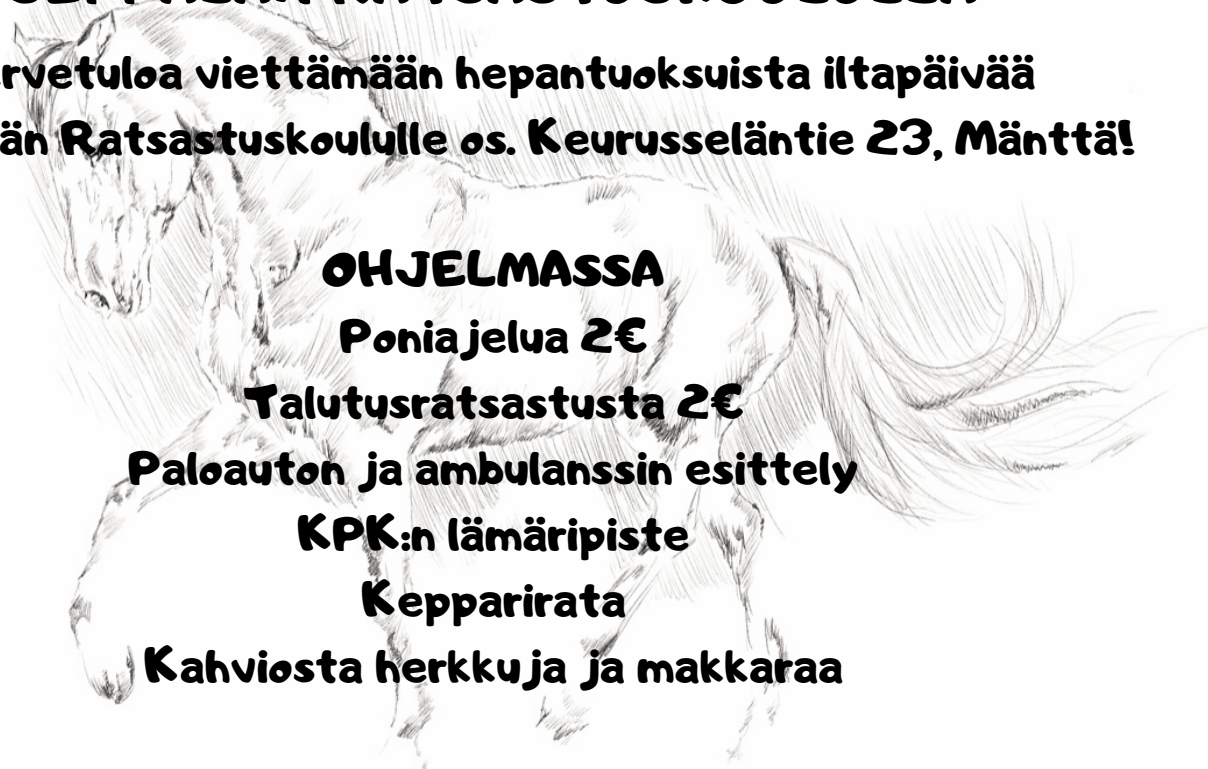 rvetuloa viettämään hepantuoksuista iltapäivää
än Ratsastuskoululle os. Keurusseläntie 23, Mänttä!
OHJELMASSA
Poniajelua 2€
Talutusratsastusta 2€
Paloauton ja ambulanssin esittely
KPK:n lämäripiste
Kepparirata
Kahviosta herkkuja ja makkaraa